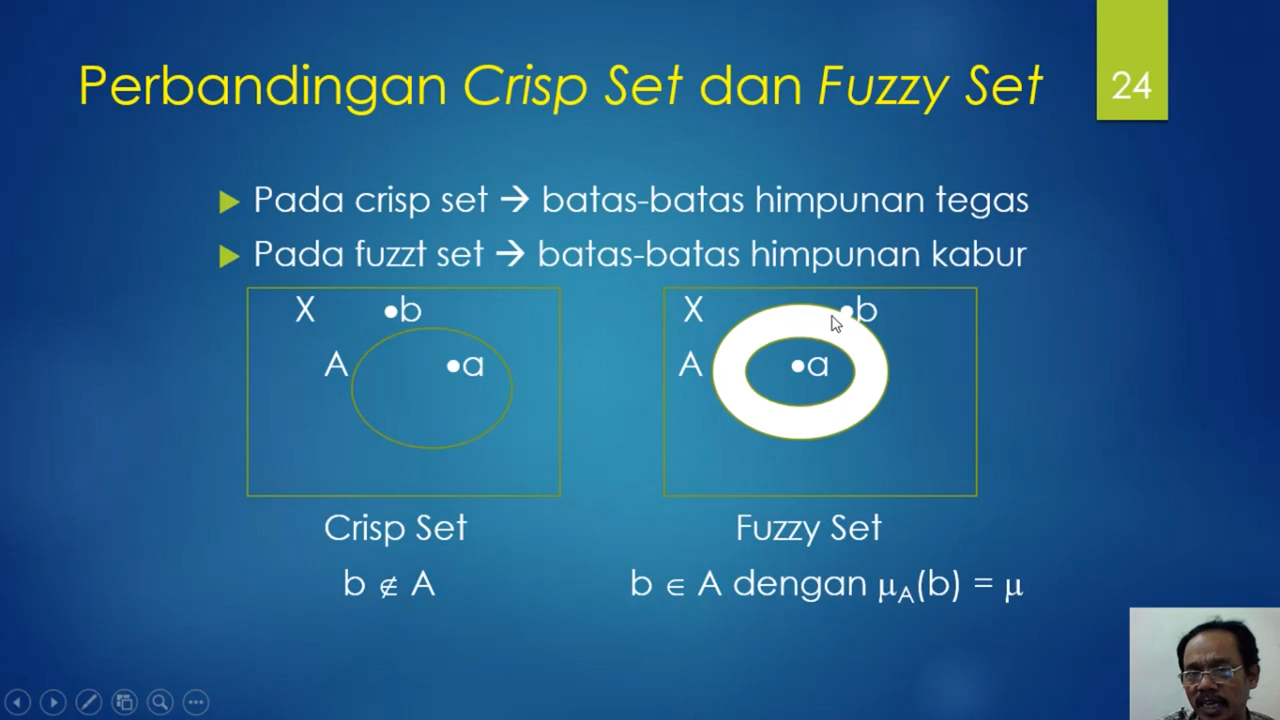 Perbandingan Crisp Set dan Fuzzy Set
24
Pada crisp set → batas-batas himpunan tegas
Pada fuzzt set → batas-batas himpunan kabur
X •b
A •a
X •b
A •a
Crisp Set
Fuzzy Set
b ∉ A
b ∈ A dengan μA(b) = μ